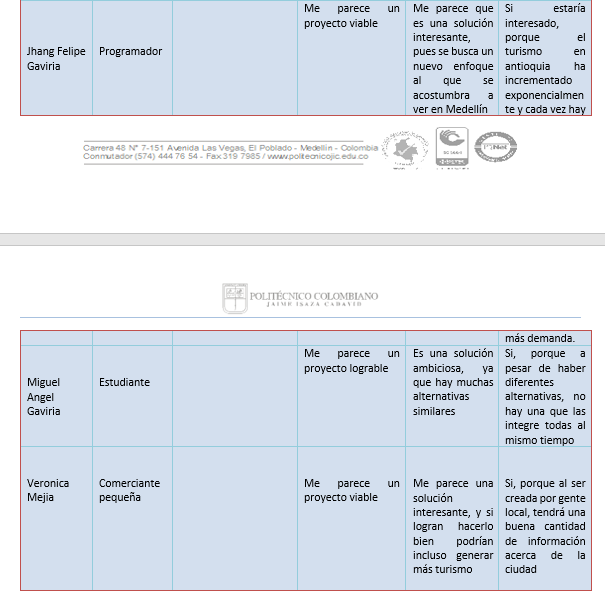 Me parece un
proyecto viable
Me parece que
es una solución
interesante,
pues se busca un
nuevo enfoque
al que se
acostumbra a
ver en Medellín
Si estaría
interesado,
porque el
turismo en
antioquia ha
incrementado
exponencialmen
te y cada vez hay
Jhang Felipe
Gaviria
Programador
Carrera 48 N° 7-151 Avenida Las Vegas, El Poblado - Medellín - Colombia
Conmutador (574) 444 76 54 - Fax 319 7985 / www.politecnicojic.edu.co
POLITÉCNICO COLOMBIANO
JAIME ISAZA CADAVID
más demanda.
Miguel
Angel
Gaviria
Estudiante
Me parece un
proyecto lograble
Es una solución
ambiciosa, ya
que hay muchas
alternativas
similares
Si, porque a
pesar de haber
diferentes
alternativas, no
hay una que las
integre todas al
mismo tiempo
Veronica
Mejia
Comerciante
pequeña
Me parece un
proyecto viable
Me parece una
solución
interesante, y si
logran hacerlo
bien podrían
incluso generar
más turismo
Si, porque al ser
creada por gente
local, tendrá una
buena cantidad
de información
acerca de la
ciudad